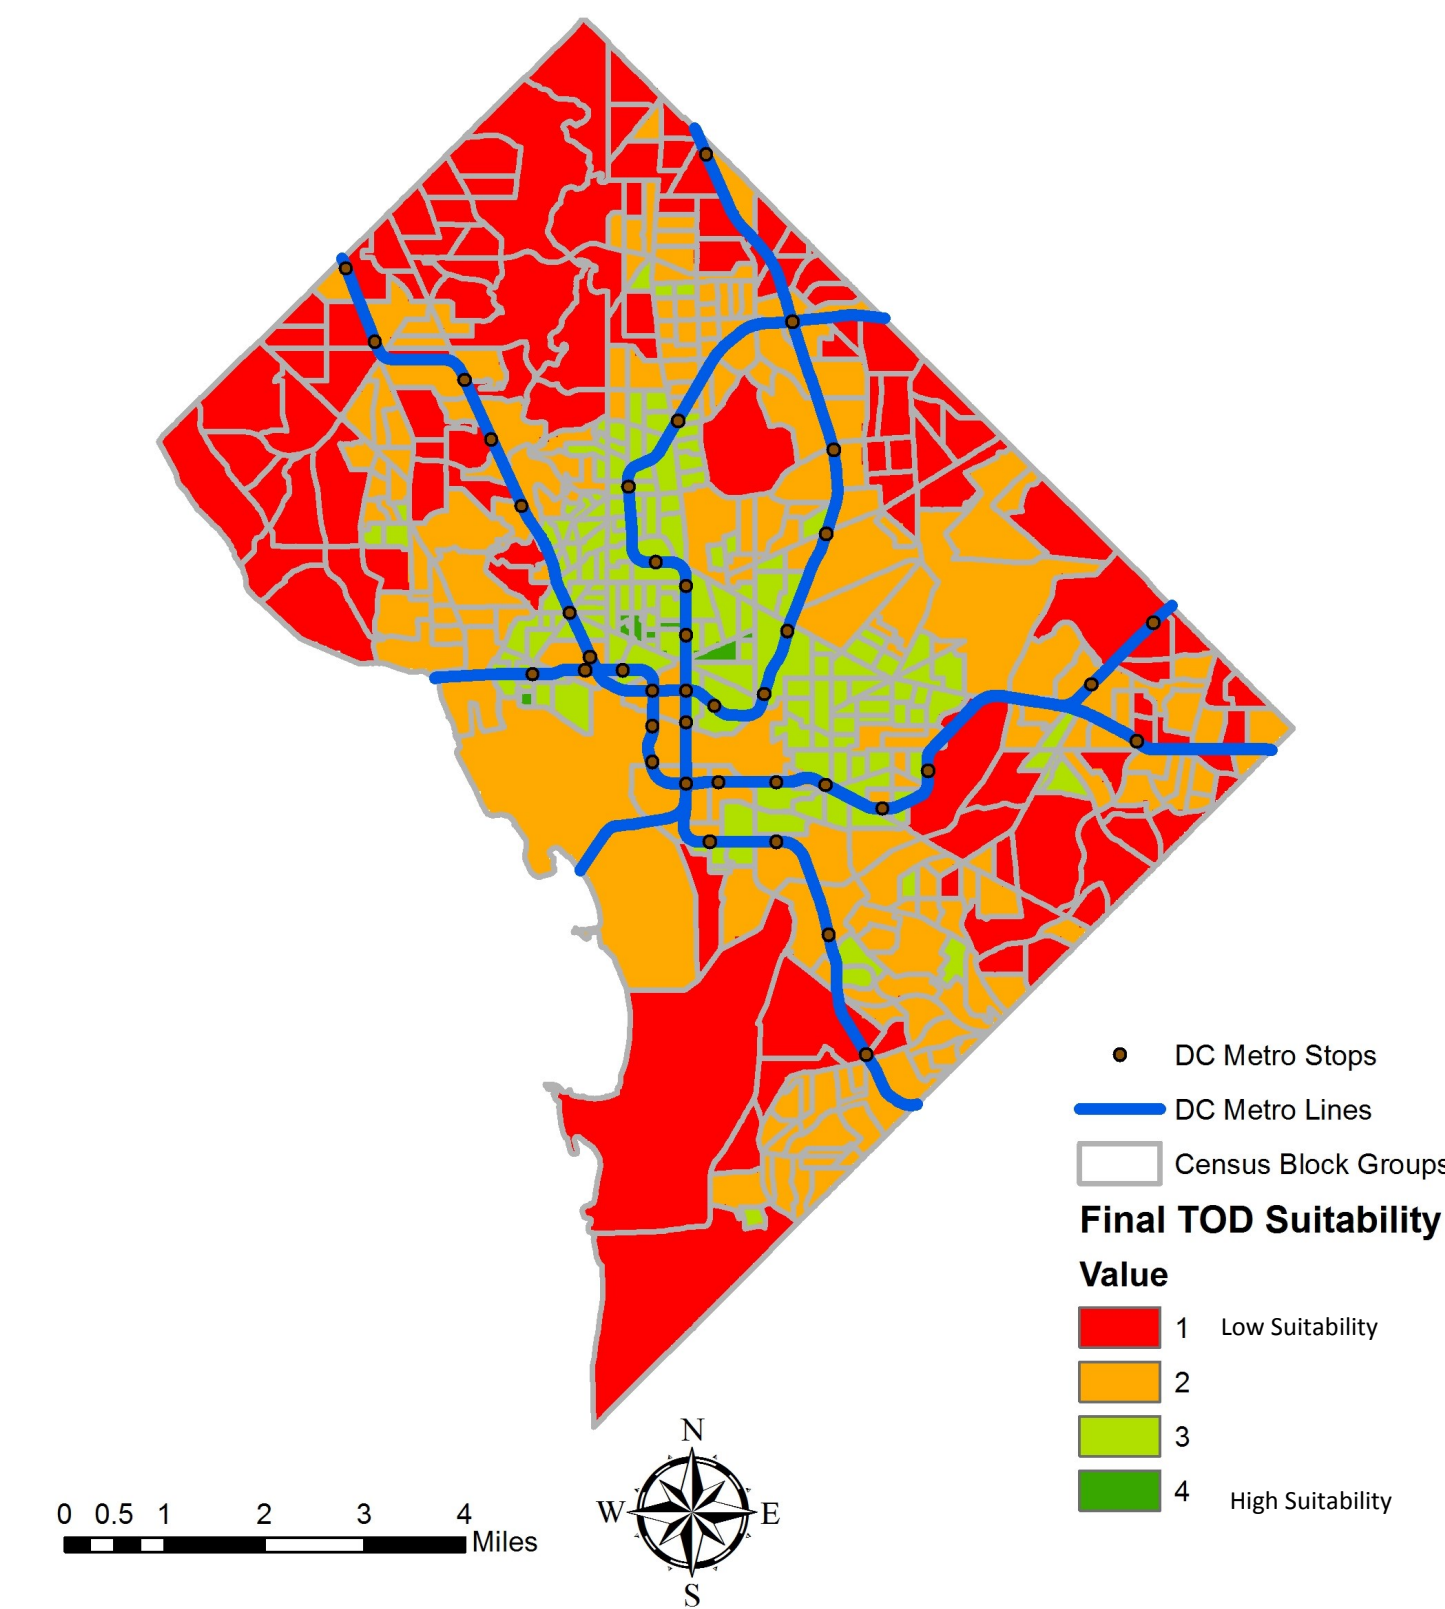 DC Metro Stops
DC Metro Lines
Census Block Groups
Final TOD Suitability
Value
1 Low Suitability
2
3
4 High Suitability
N
W E
S
0 0.5 1 2 3 4
Miles